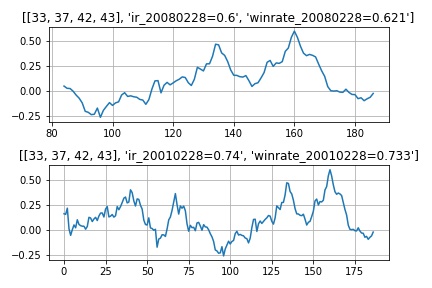 [[33, 37, 42, 43], 'ir_20080228=0.6', 'winrate_20080228=0.621']
0.50
0.25
0.00
−0.25
80 100 120 140 160 180
[[33, 37, 42, 43], 'ir_20010228=0.74', 'winrate_20010228=0.733']
0.50
0.25
0.00
−0.25
0 25 50 75 100 125 150 175